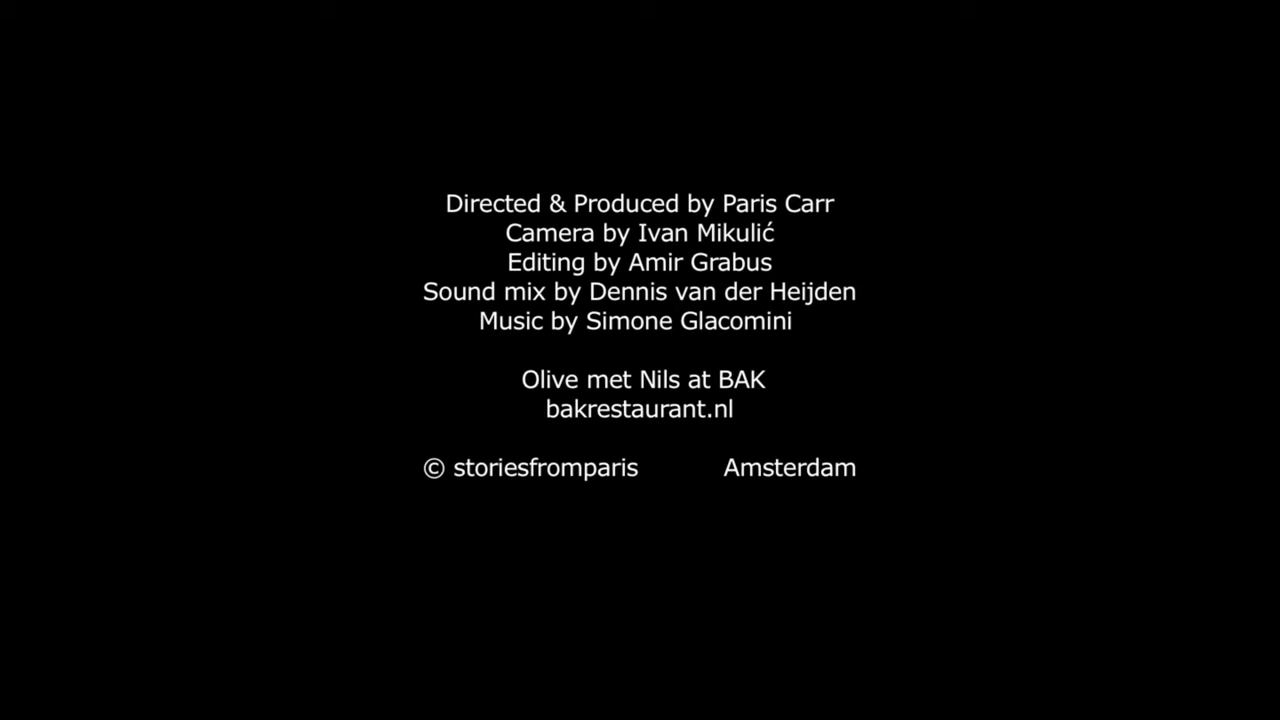 Directed & Produced by Paris Carr
Camera by Ivan Mikulić
Editing by Amir Grabus
Sound mix by Dennis van der Heijden
Music by Simone Glacomini
Olive met Nils at BAK
bakrestaurant.nl
© storiesfromparis Amsterdam